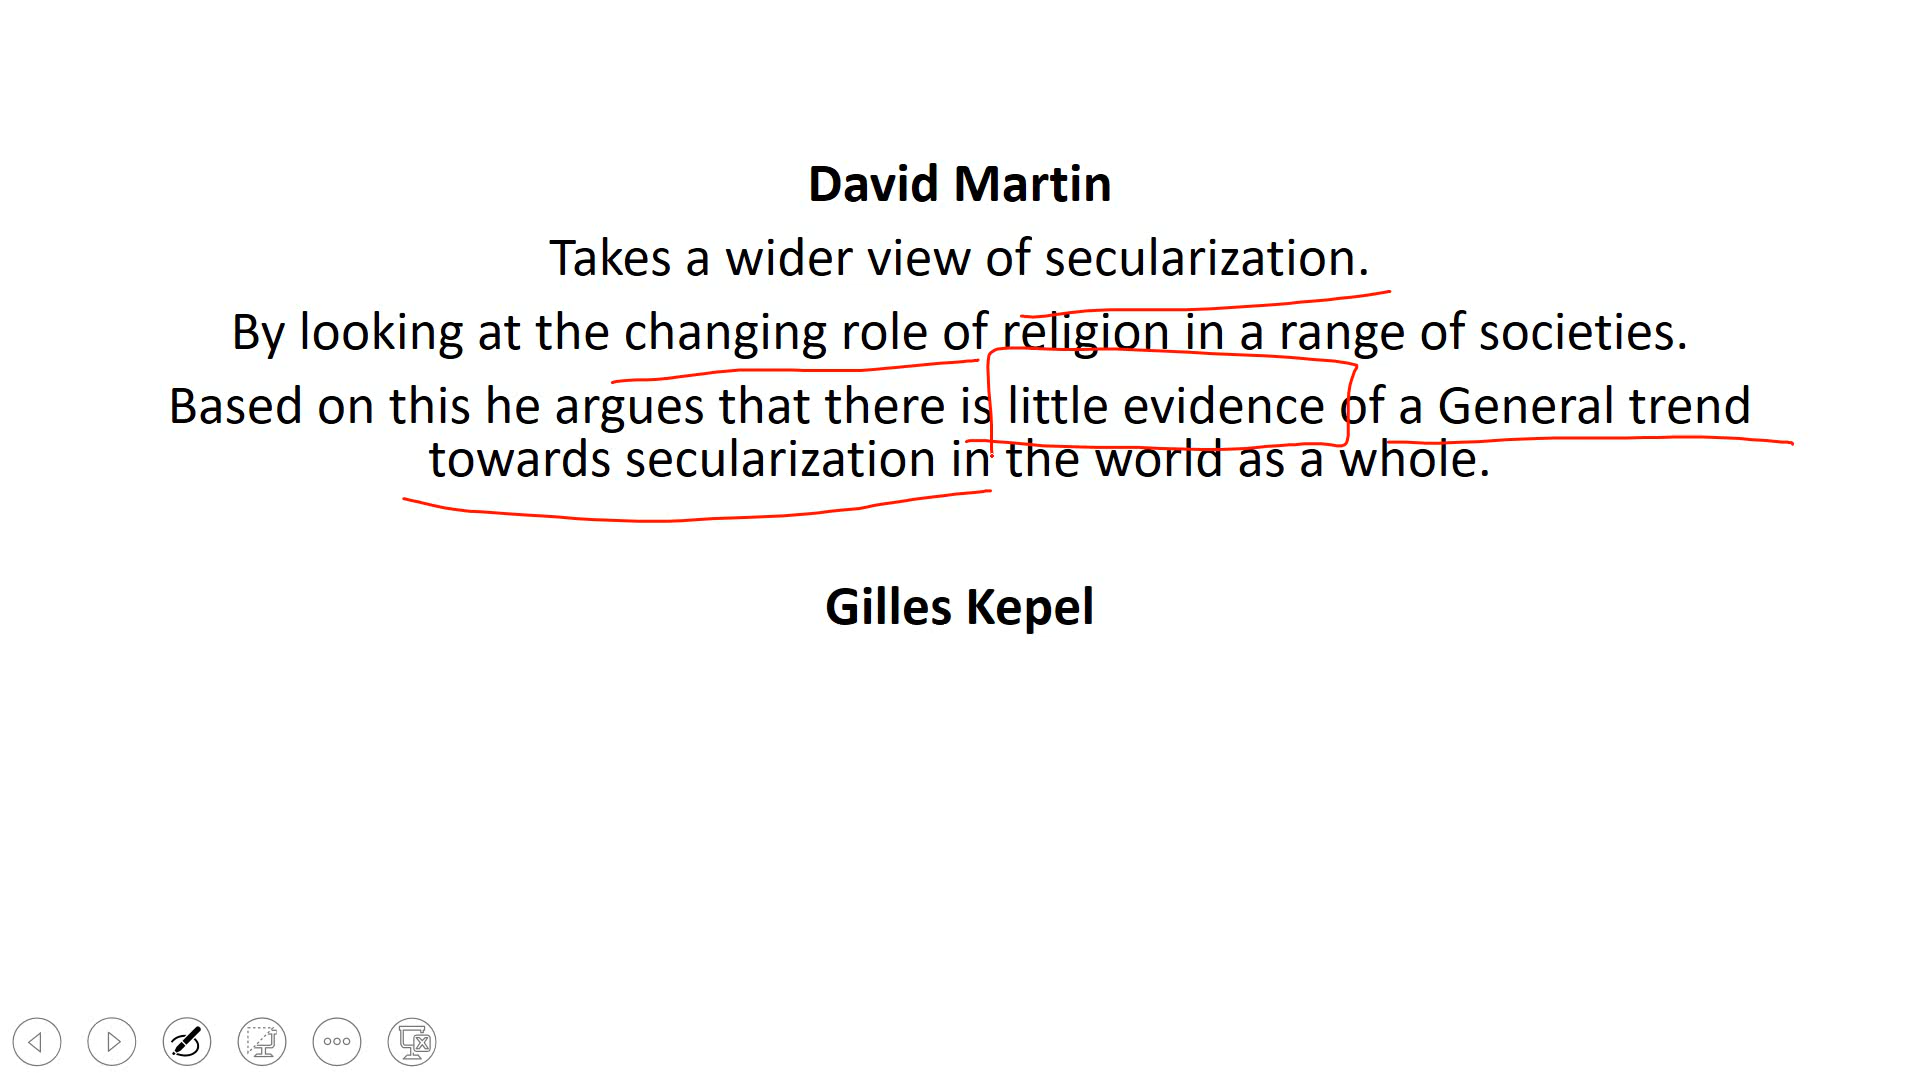 David Martin
Takes a wider view of secularization.
By looking at the changing role of religion in a range of societies.
Based on this he argues that there is little evidence of a General trend
towards secularization in the world as a whole.
Gilles Kepel